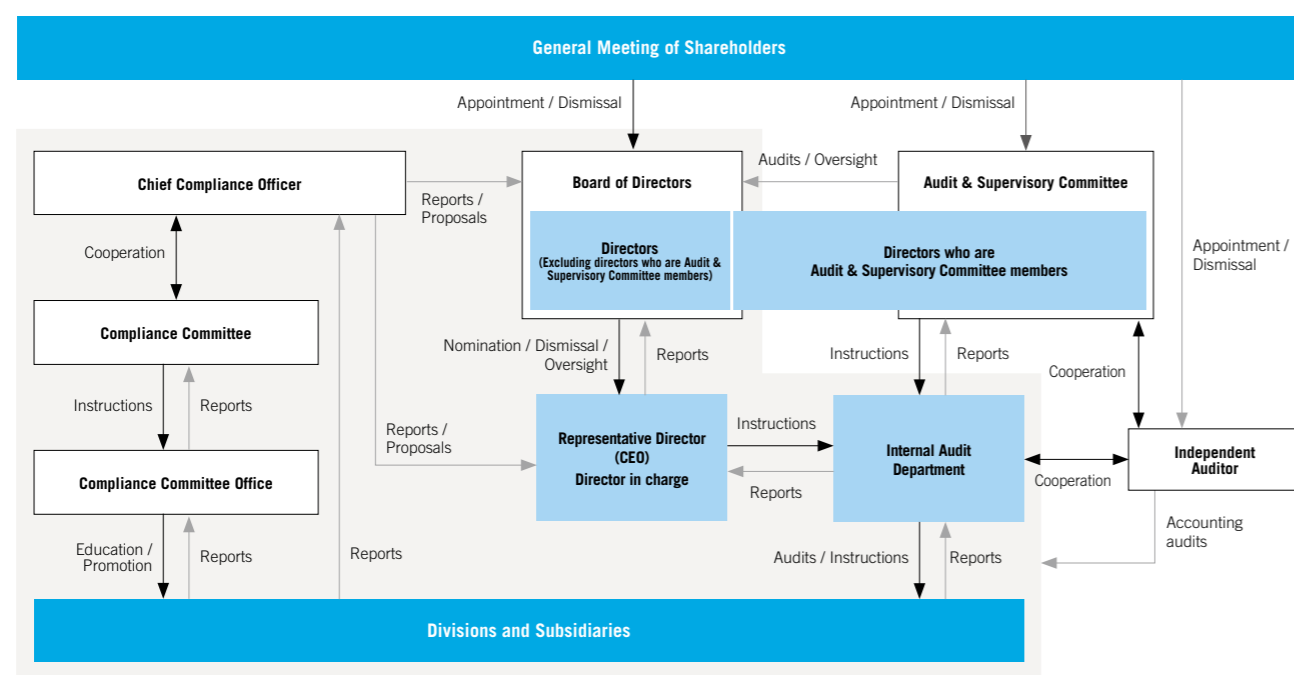 General Meeting of Shareholders
Appointment / Dismissal
Appointment / Dismissal
Chief Compliance Officer
Reports /
Proposals
Board of Directors
Audits / Oversight
Audit & Supervisory Committee
Cooperation
Directors
(Excluding directors who are Audit &
Supervisory Committee members)
Directors who are
Audit & Supervisory Committee members
Appointment /
Dismissal
Compliance Committee
Nomination / Dismissal /
Oversight
Reports
Instructions
Reports
Cooperation
Instructions
Reports
Reports /
Proposals
Representative Director
(CEO)
Director in charge
Instructions
Reports
Internal Audit
Department
Cooperation
Independent
Auditor
Compliance Committee Office
Education /
Promotion
Reports
Reports
Audits / Instructions
Reports
Accounting
audits
Divisions and Subsidiaries